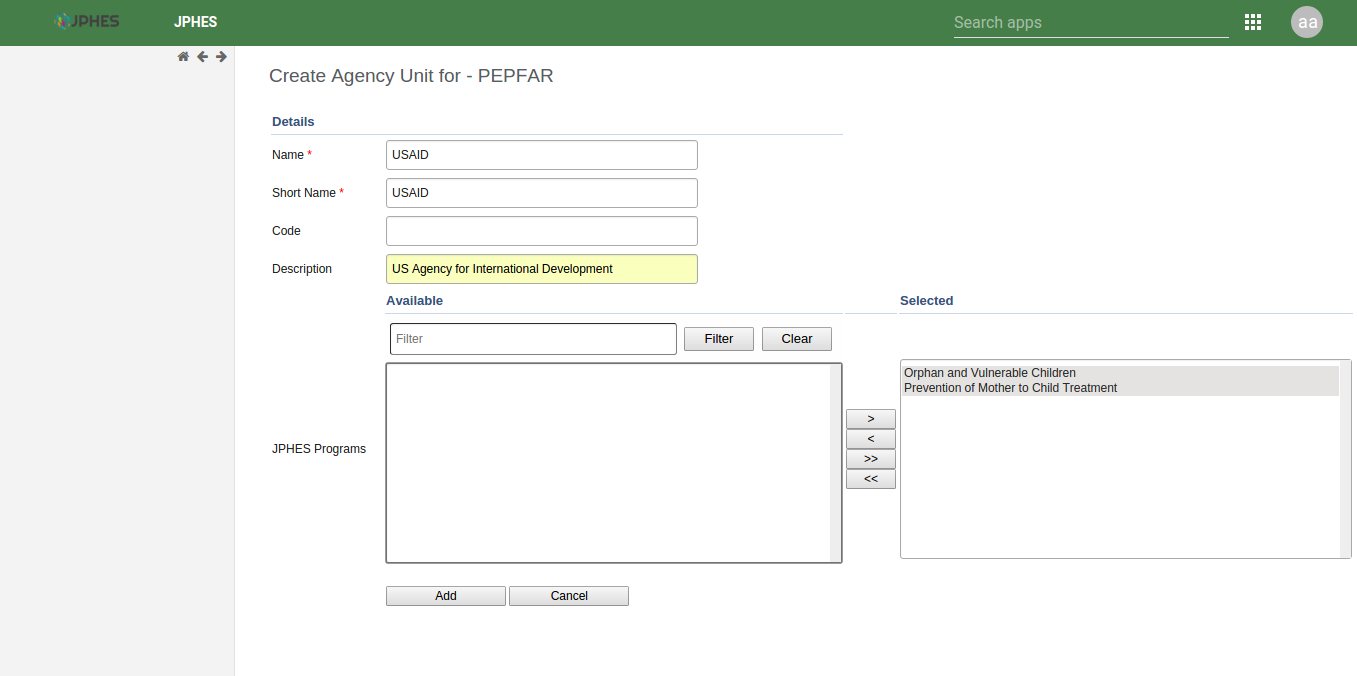 JPHES
JPHES
Search apps
aa
Create Agency Unit for - PEPFAR
Details
Name *
USAID
Short Name *
USAID
Code
Description
US Agency for International Development
Available
Selected
Filter
Filter
Clear
Orphan and Vulnerable Children
Prevention of Mother to Child Treatment
JPHES Programs
>
<
>>
<<
Add
Cancel